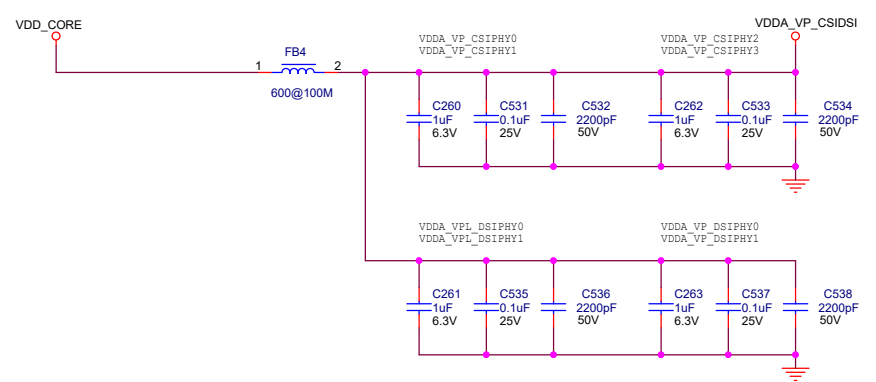 VDD_CORE
VDDA_VP_CSIDSI
VDDA_VP_CSIPHY0
VDDA_VP_CSIPHY1
VDDA_VP_CSIPHY2
VDDA_VP_CSIPHY3
FB4
1
2
600@100M
C260
1uF
6.3V
C531
0.1uF
25V
C532
2200pF
50V
C262
1uF
6.3V
C533
0.1uF
25V
C534
2200pF
50V
VDDA_VPL_DSIPHY0
VDDA_VPL_DSIPHY1
VDDA_VP_DSIPHY0
VDDA_VP_DSIPHY1
C261
1uF
6.3V
C535
0.1uF
25V
C536
2200pF
50V
C263
1uF
6.3V
C537
0.1uF
25V
C538
2200pF
50V